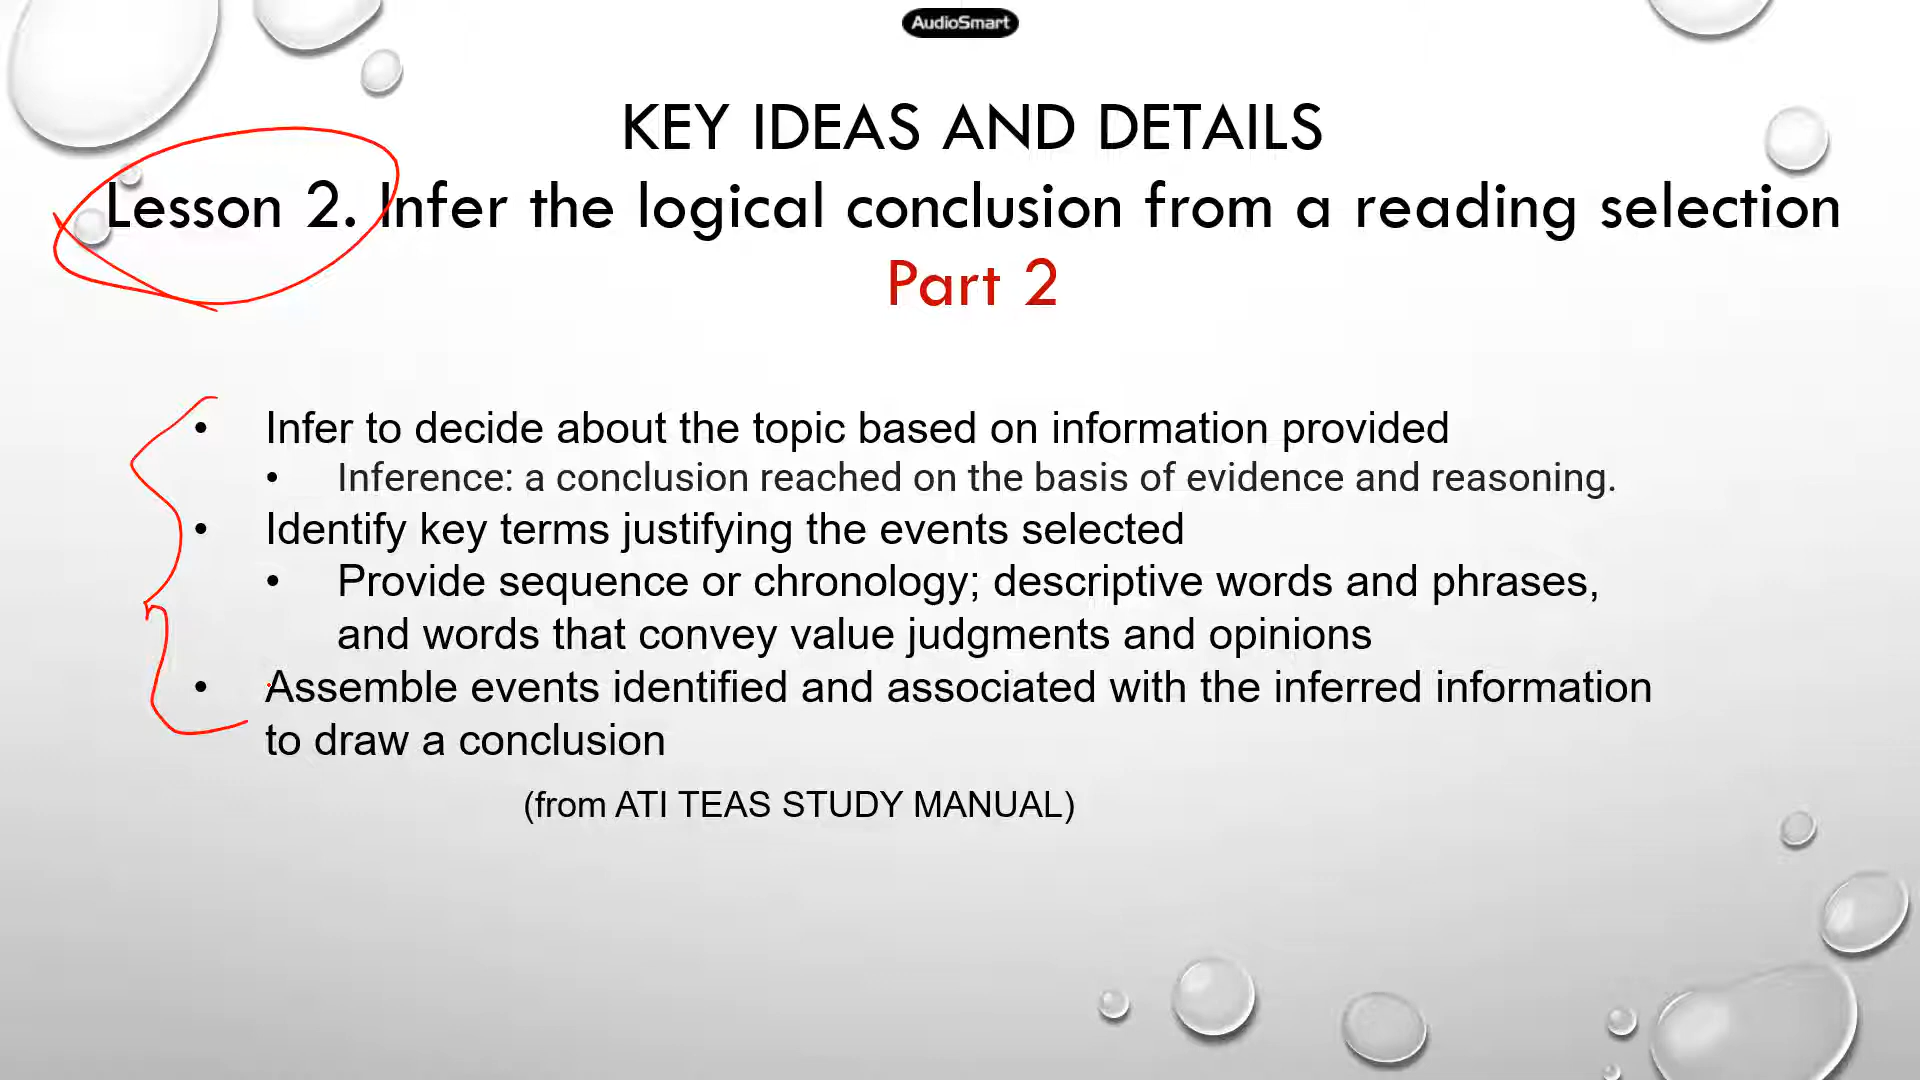 AudioSmart
KEY IDEAS AND DETAILS
Lesson 2. Infer the logical conclusion from a reading selection
Part 2
• Infer to decide about the topic based on information provided
• Inference: a conclusion reached on the basis of evidence and reasoning.
• Identify key terms justifying the events selected
• Provide sequence or chronology; descriptive words and phrases,
and words that convey value judgments and opinions
• Assemble events identified and associated with the inferred information
to draw a conclusion
(from ATI TEAS STUDY MANUAL)